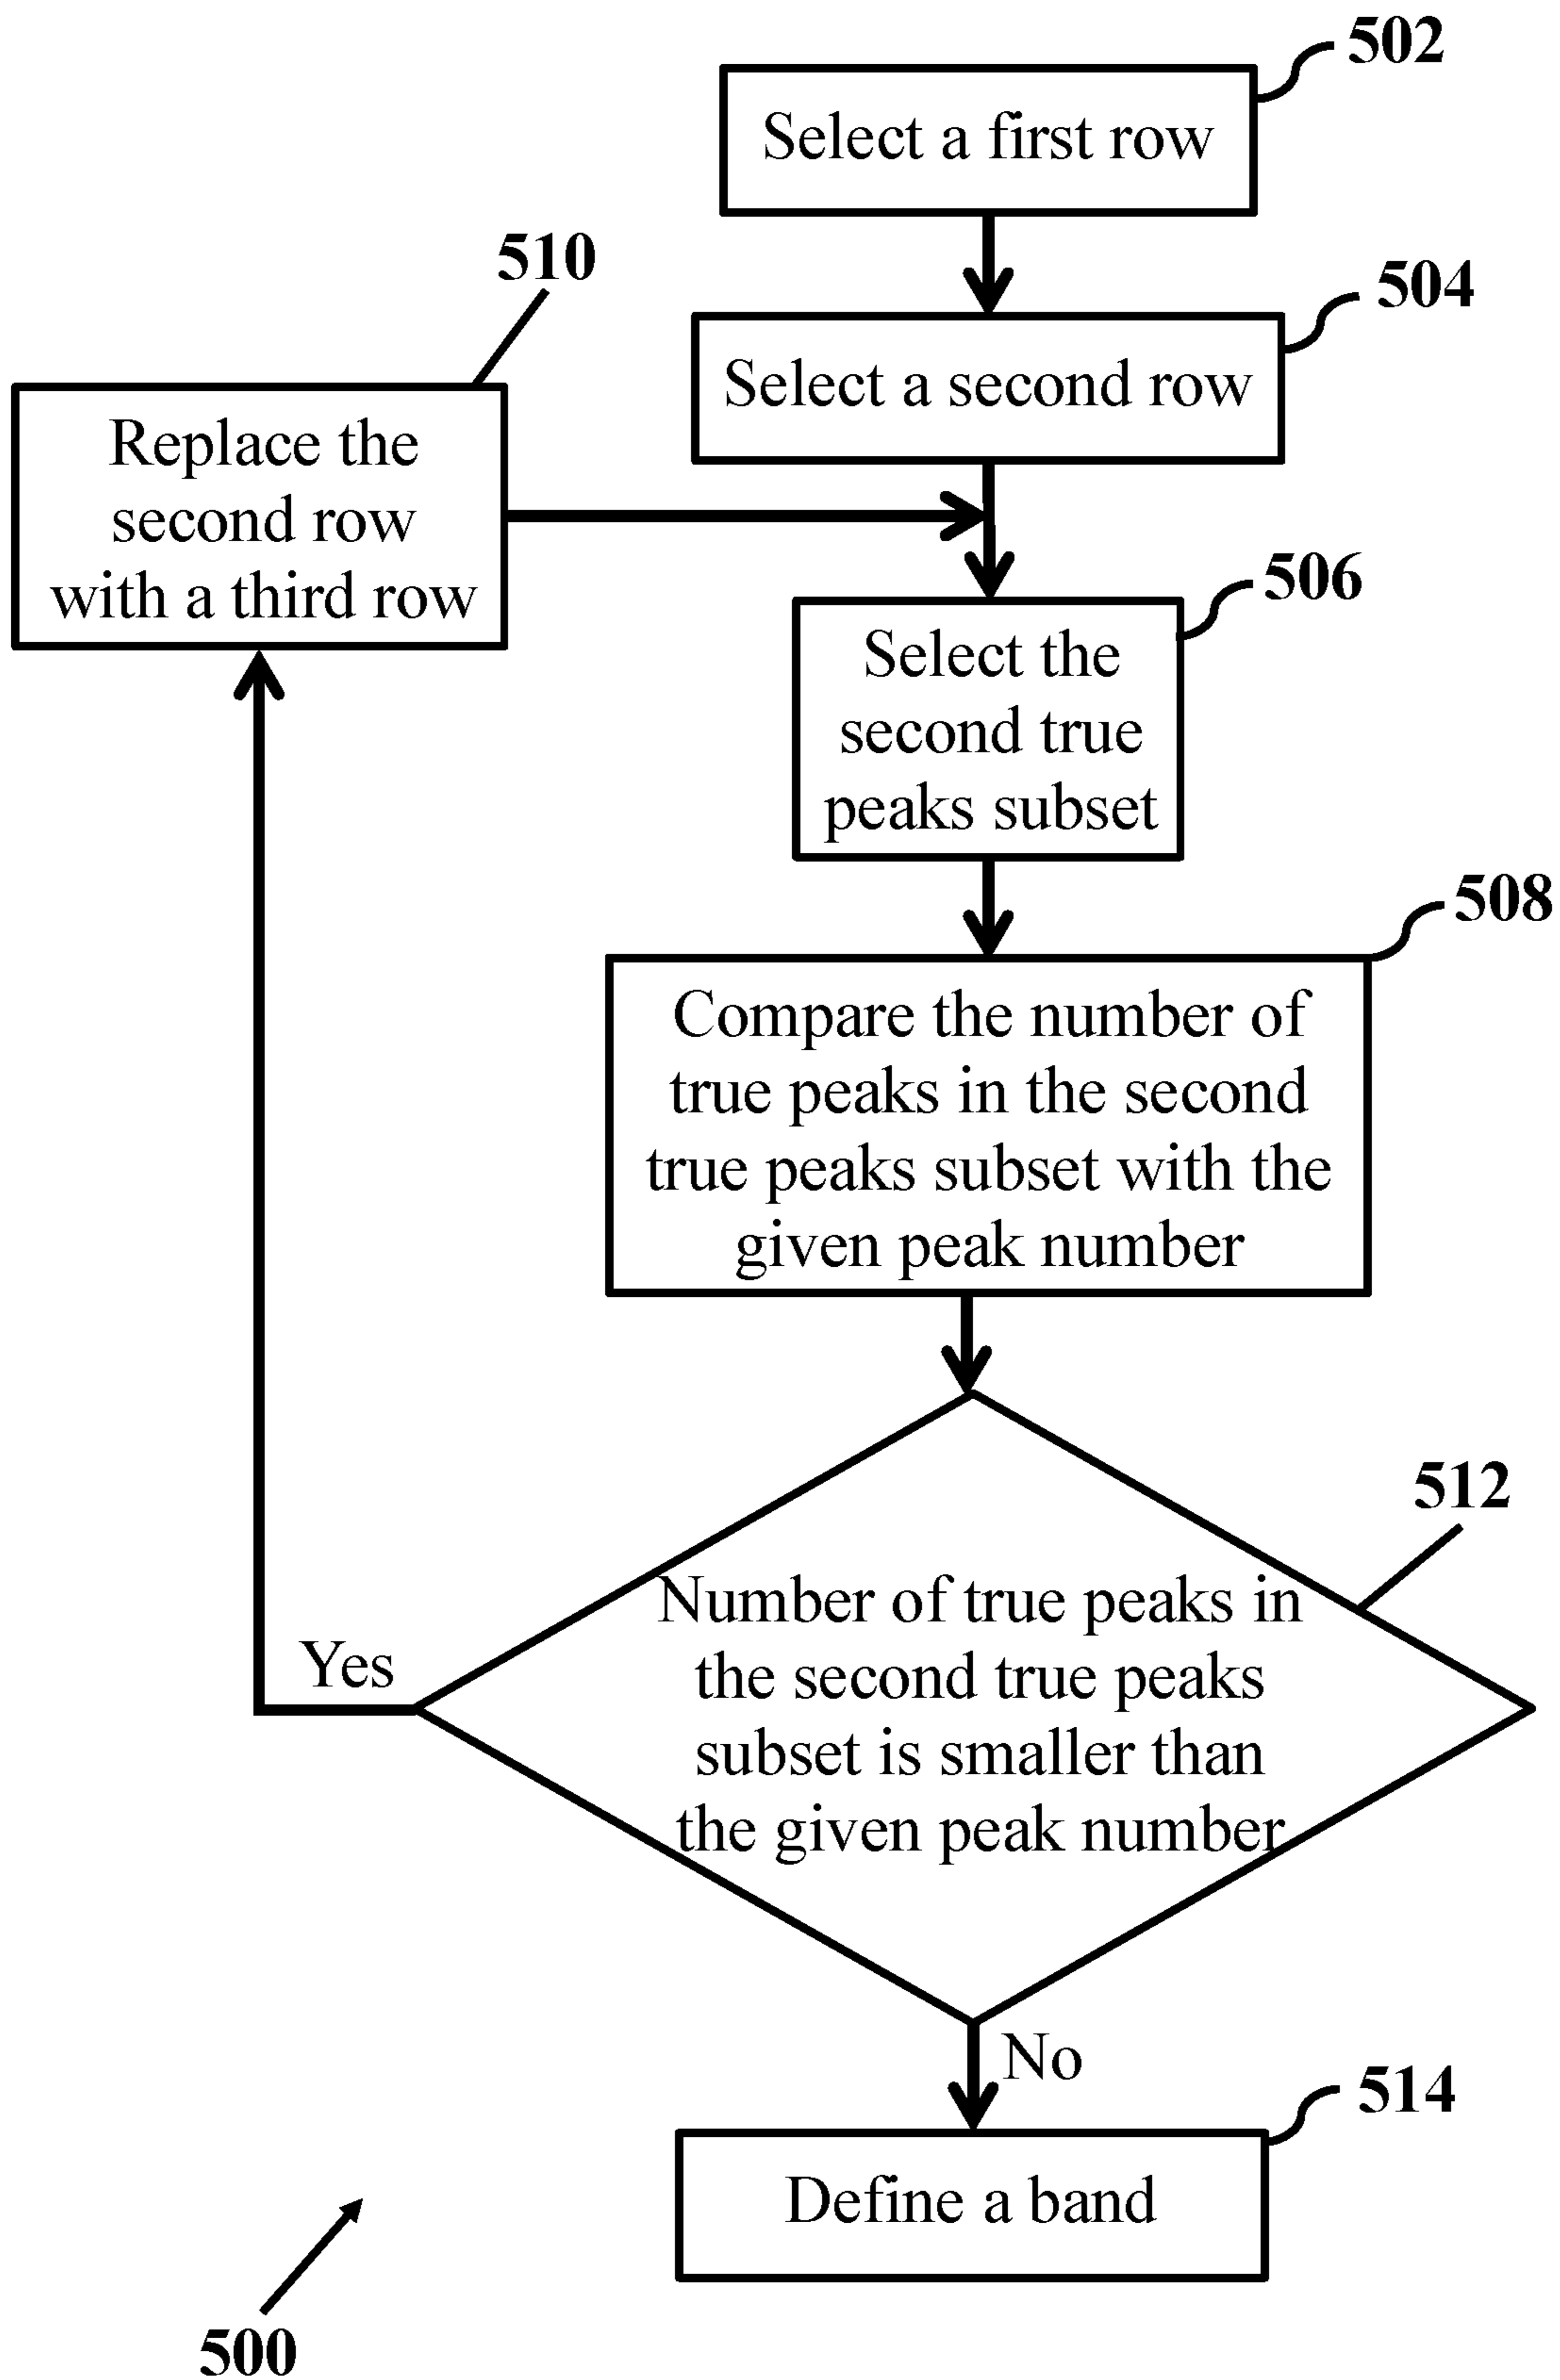 502
Select a first row
504
Select a second row
510
Replace the
second row
with a third row
506
Select the
second true
peaks subset
508
Compare the number of
true peaks in the second
true peaks subset with the
given peak number
512
Number of true peaks in
the second true peaks
subset is smaller than
the given peak number
Yes
No
514
Define a band
500